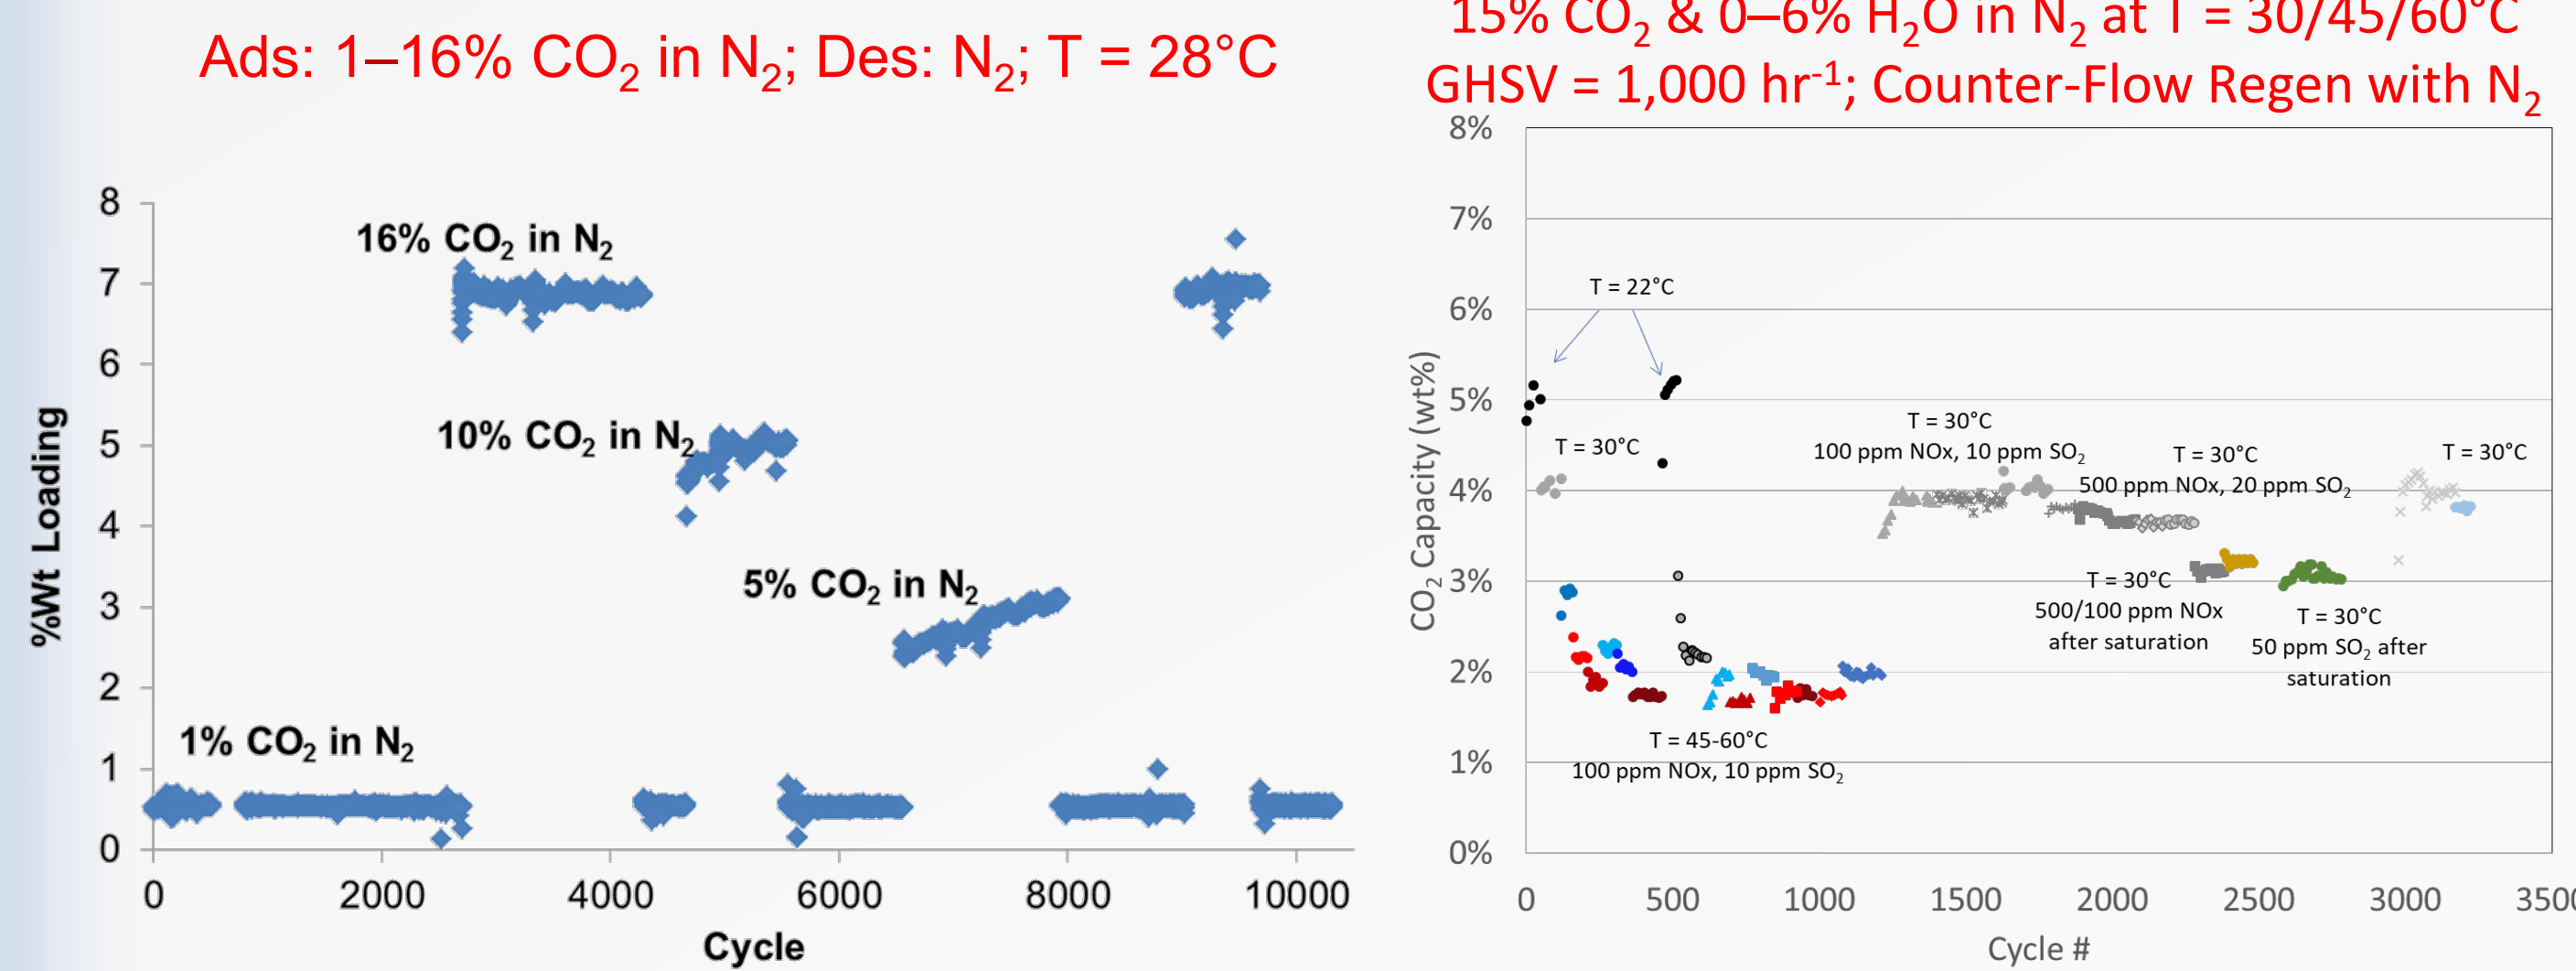 Ads: 1–16% CO2 in N2; Des: N2; T = 28°C
8
7
6
5
4
3
2
1
0
%Wt Loading
16% CO2 in N2
10% CO2 in N2
5% CO2 in N2
1% CO2 in N2
0 2000 4000 6000 8000 10000
Cycle
15% CO2 & 0–6% H2O in N2 at T = 30/45/60°C
GHSV = 1,000 hr-1; Counter-Flow Regen with N2
8%
7%
6%
5%
4%
3%
2%
1%
0%
CO2 Capacity (wt%)
T = 22°C
T = 30°C
T = 30°C
100 ppm NOx, 10 ppm SO2
T = 30°C
500 ppm NOx, 20 ppm SO2
T = 30°C
T = 30°C
500/100 ppm NOx
after saturation
T = 30°C
50 ppm SO2 after
saturation
T = 45-60°C
100 ppm NOx, 10 ppm SO2
0 500 1000 1500 2000 2500 3000 3500
Cycle #